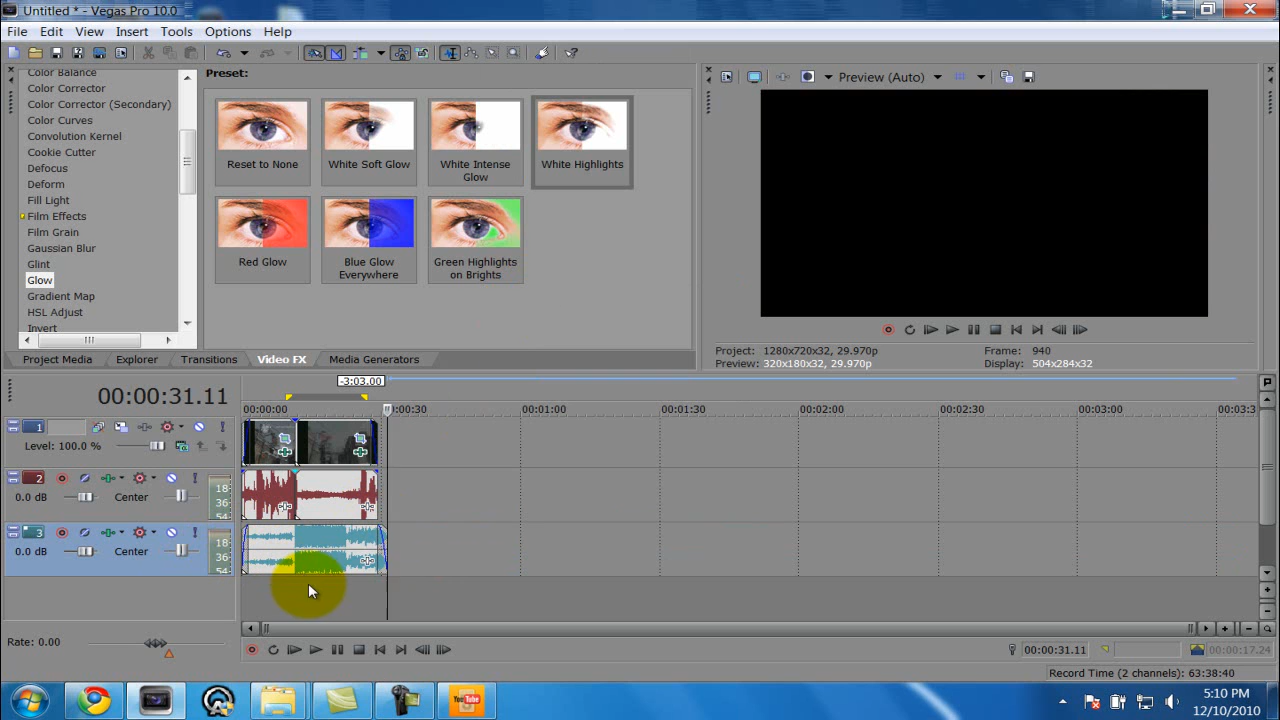 Untitled * - Vegas Pro 10.0
File Edit View Insert Tools Options Help
Color Balance
Color Corrector
Color Corrector (Secondary)
Color Curves
Convolution Kernel
Cookie Cutter
Defocus
Deform
Fill Light
Film Effects
Film Grain
Gaussian Blur
Glint
Glow
Gradient Map
HSL Adjust
Invert
Preset:
Reset to None
White Soft Glow
White Intense
Glow
White Highlights
Red Glow
Blue Glow
Everywhere
Green Highlights
on Brights
Preview (Auto)
Project: 1280x720x32, 29.970p
Frame: 940
Preview: 320x180x32, 29.970p
Display: 504x284x32
Project Media Explorer Transitions Video FX Media Generators
00:00:31.11
-3:03.00
00:00:00 00:00:30 00:01:00 00:01:30 00:02:00 00:02:30 00:03:00 00:03:3
1
Level: 100.0 %
2
0.0 dB Center
18
36
54
3
0.0 dB Center
18
36
54
Rate: 0.00
00:00:31.11
00:00:17.24
Record Time (2 channels): 63:38:40
You
Tube
5:10 PM
12/10/2010